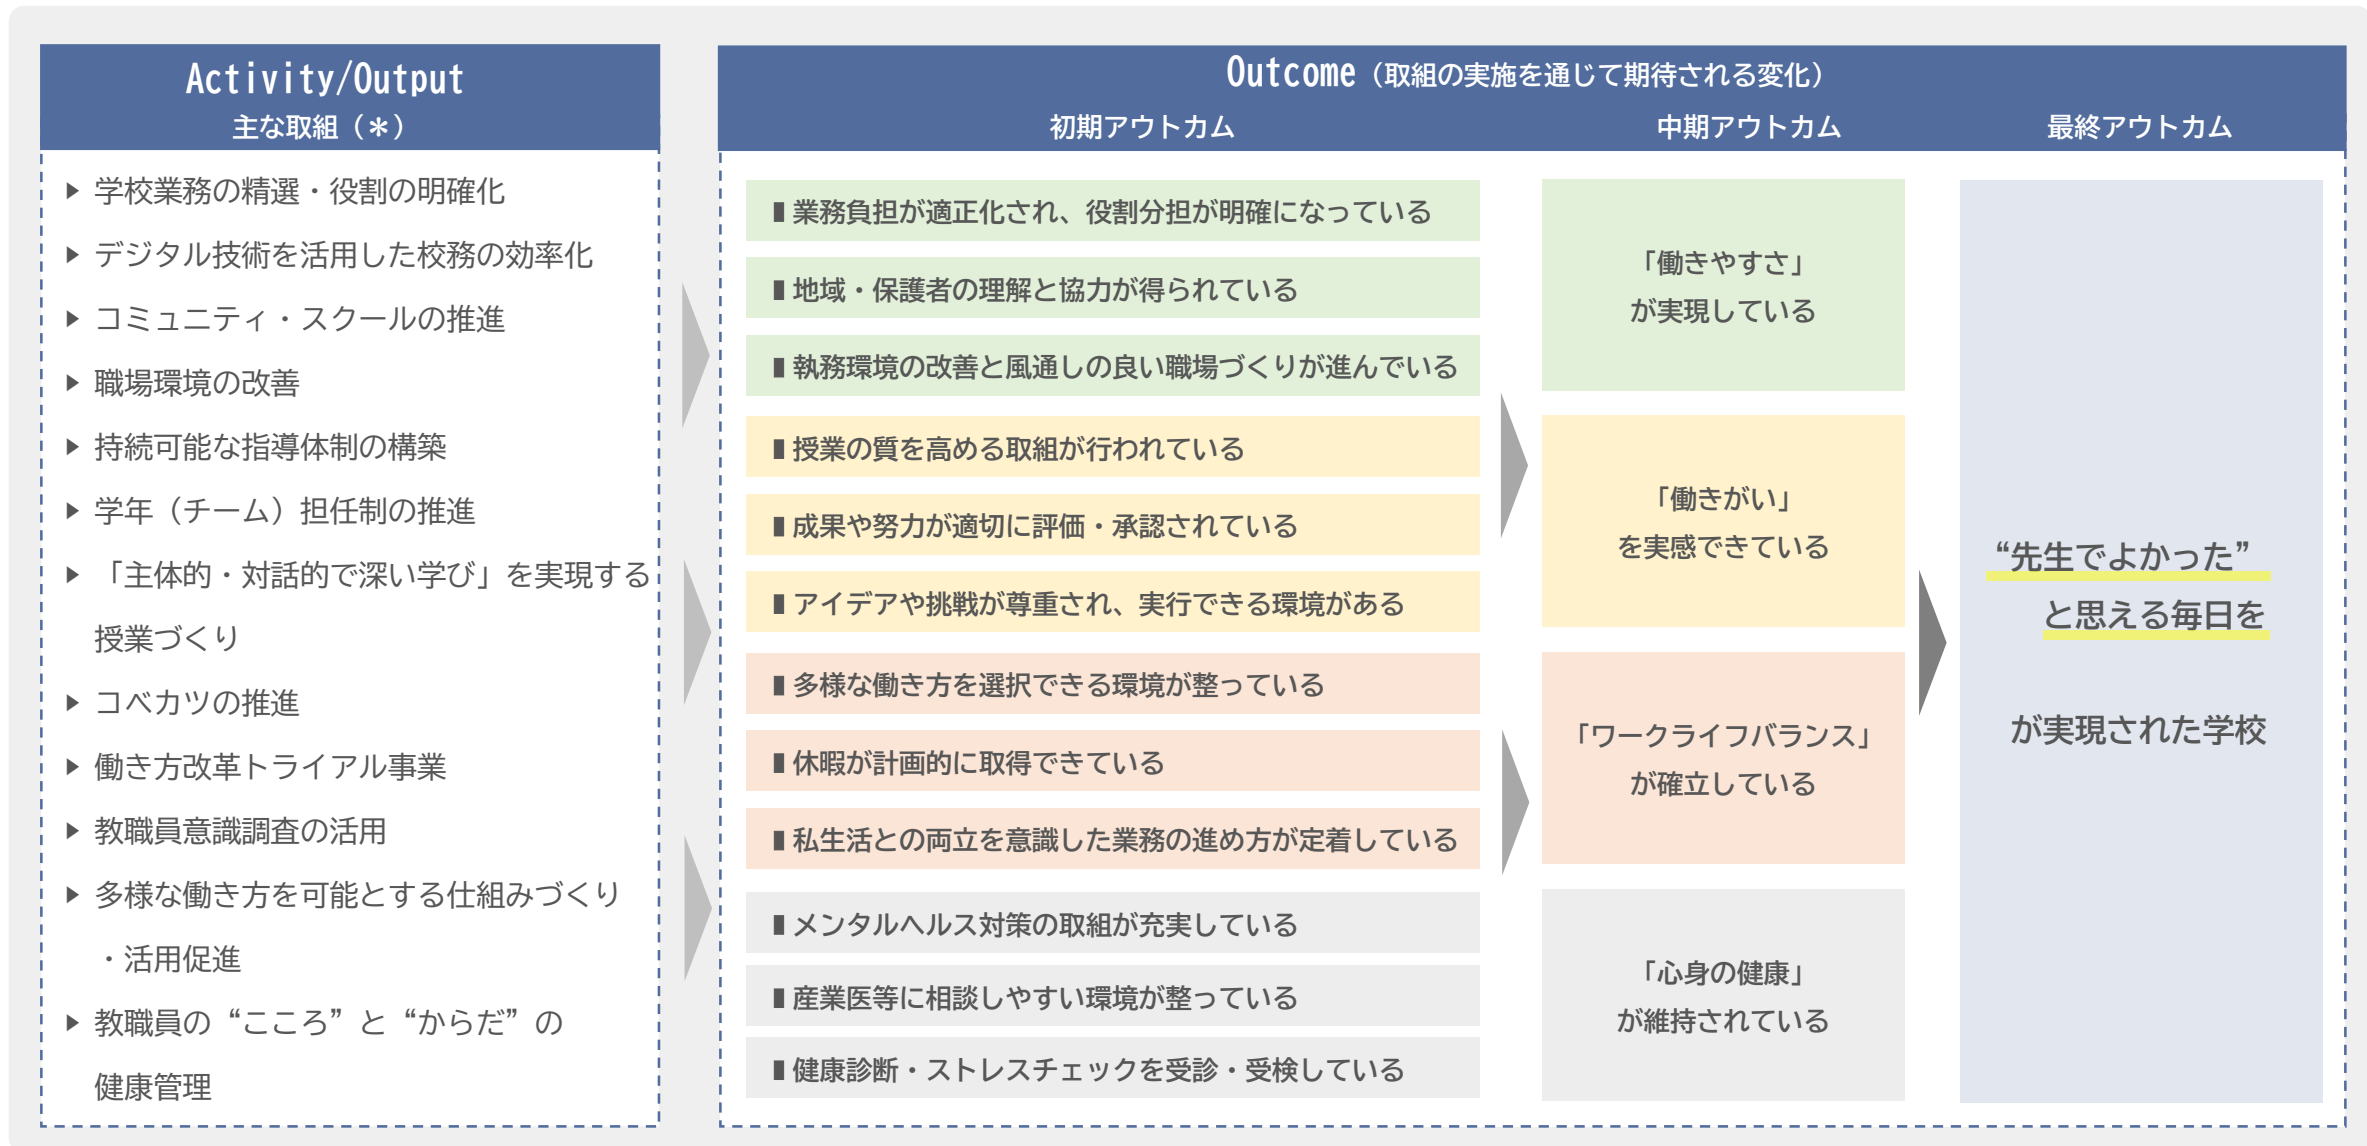 Activity/Output
主な取組（＊）
▶ 学校業務の精選・役割の明確化
▶ デジタル技術を活用した校務の効率化
▶ コミュニティ・スクールの推進
▶ 職場環境の改善
▶ 持続可能な指導体制の構築
▶ 学年（チーム）担任制の推進
▶ 「主体的・対話的で深い学び」を実現する
授業づくり
▶ コベカツの推進
▶ 働き方改革トライアル事業
▶ 教職員意識調査の活用
▶ 多様な働き方を可能とする仕組みづくり
・活用促進
▶ 教職員の“こころ”と“からだ”の
健康管理
Outcome（取組の実施を通じて期待される変化）
初期アウトカム
∎業務負担が適正化され、役割分担が明確になっている
∎地域・保護者の理解と協力が得られている
∎執務環境の改善と風通しの良い職場づくりが進んでいる
∎授業の質を高める取組が行われている
∎成果や努力が適切に評価・承認されている
∎アイデアや挑戦が尊重され、実行できる環境がある
∎多様な働き方を選択できる環境が整っている
∎休暇が計画的に取得できている
∎私生活との両立を意識した業務の進め方が定着している
∎メンタルヘルス対策の取組が充実している
∎産業医等に相談しやすい環境が整っている
∎健康診断・ストレスチェックを受診・受検している
中期アウトカム
「働きやすさ」
が実現している
「働きがい」
を実感できている
「ワークライフバランス」
が確立している
「心身の健康」
が維持されている
最終アウトカム
“先生でよかった”
と思える毎日を
が実現された学校